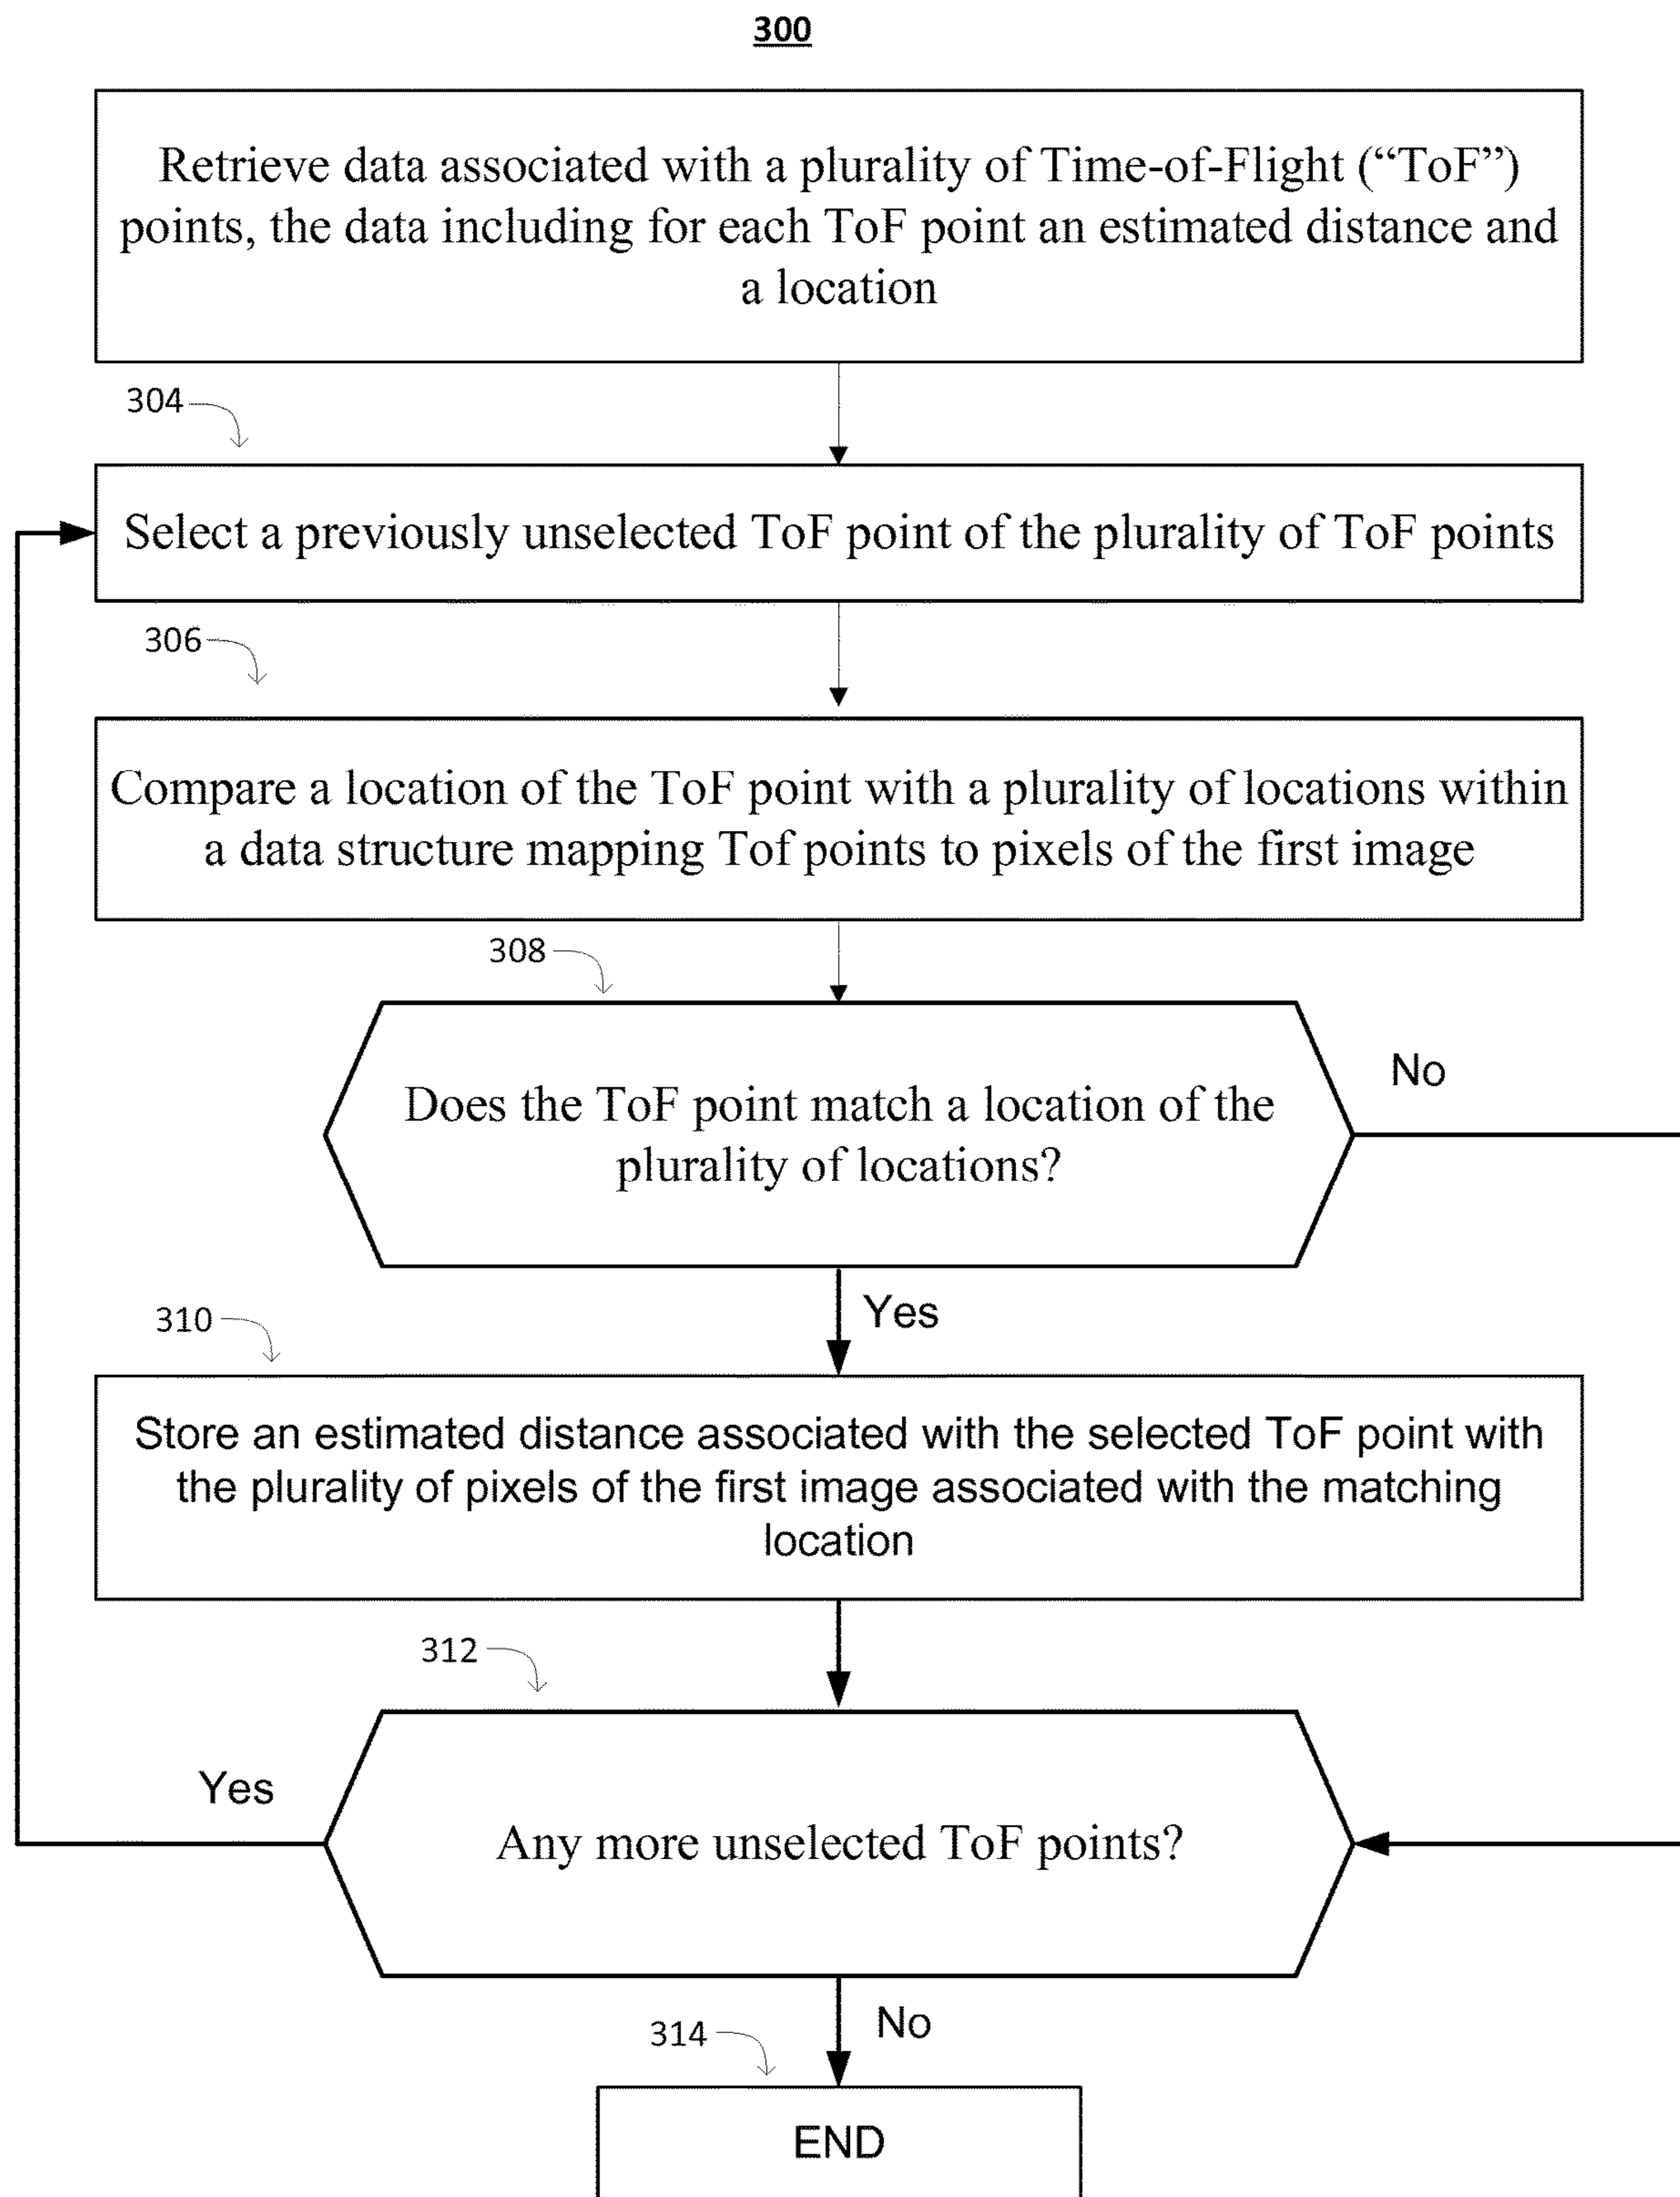 300
Retrieve data associated with a plurality of Time-of-Flight (“ToF”)
points, the data including for each ToF point an estimated distance and
a location
304
Select a previously unselected ToF point of the plurality of ToF points
306
Compare a location of the ToF point with a plurality of locations within
a data structure mapping Tof points to pixels of the first image
308
Does the ToF point match a location of the
plurality of locations?
No
Yes
310
Store an estimated distance associated with the selected ToF point with
the plurality of pixels of the first image associated with the matching
location
312
Any more unselected ToF points?
Yes
No
314
END